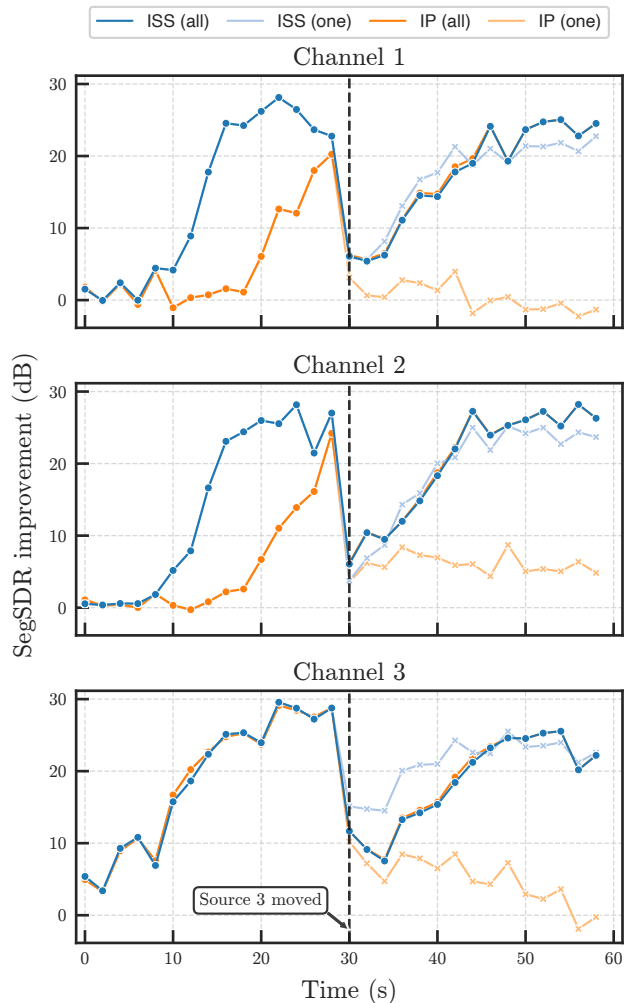 ISS (all) ISS (one) IP (all) IP (one)
Channel 1
30
20
10
0
Channel 2
30
20
10
0
SegSDR improvement (dB)
Channel 3
30
20
10
0
Source 3 moved
0 10 20 30 40 50 60
Time (s)